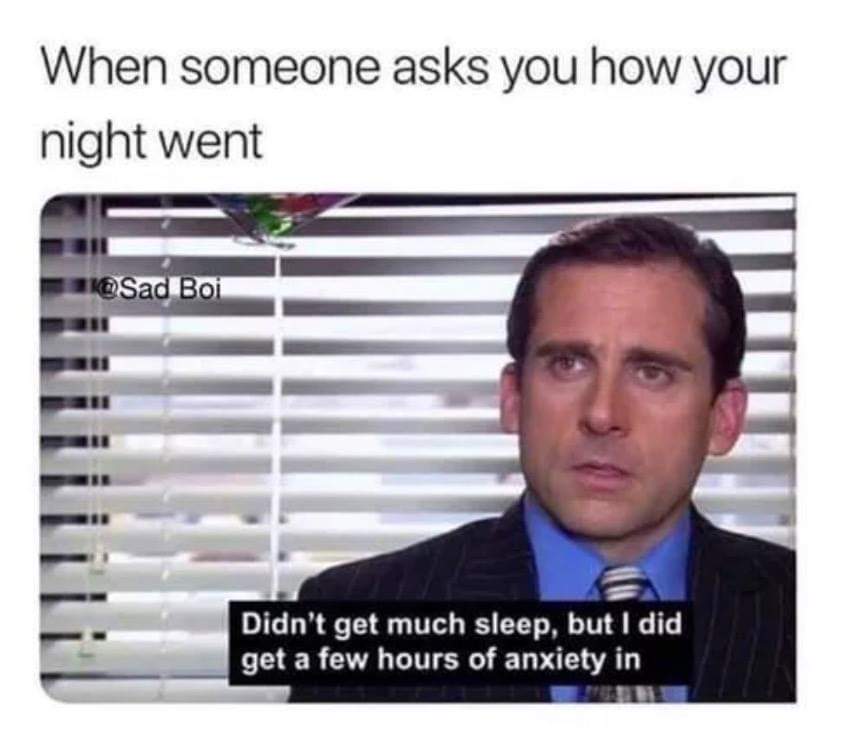 When someone asks you how your
night went
@Sad Boi
Didn't get much sleep, but I did
get a few hours of anxiety in